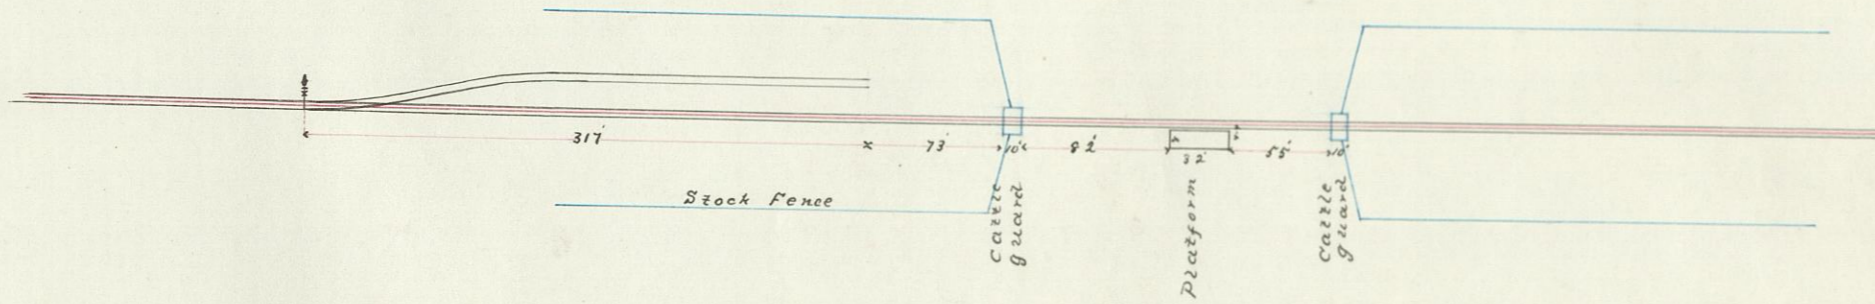 317'
x
73'
10'
82'
32'
55'
10'
Stock Fence
Cattle
guard
Platform
Cattle
guard